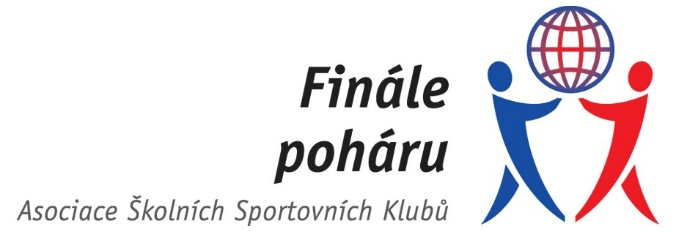 Finále
poháru
Asociace Školních Sportovních Klubů